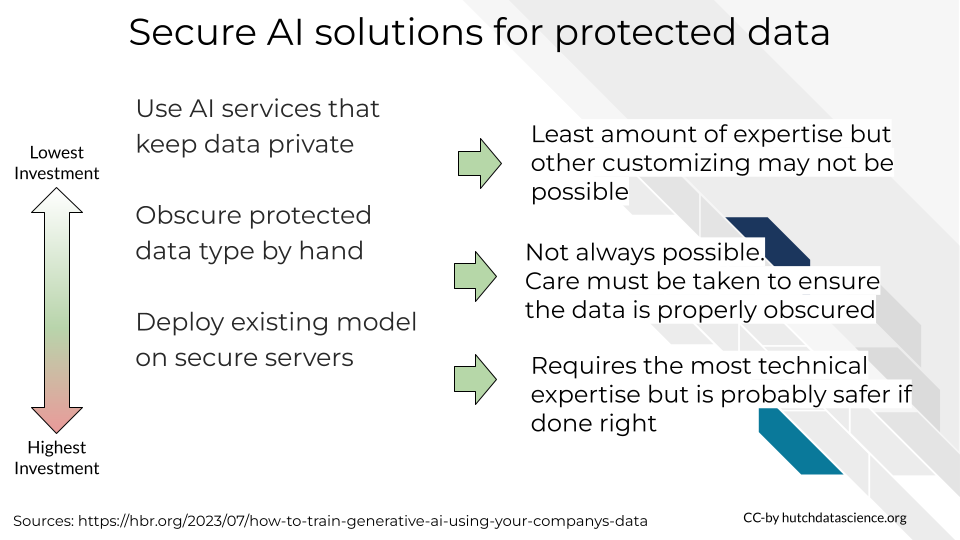 Secure AI solutions for protected data
Lowest
Investment
Use AI services that
keep data private
Least amount of expertise but
other customizing may not be
possible
Obscure protected
data type by hand
Not always possible.
Care must be taken to ensure
the data is properly obscured
Deploy existing model
on secure servers
Requires the most technical
expertise but is probably safer if
done right
Highest
Investment
Sources: https://hbr.org/2023/07/how-to-train-generative-ai-using-your-companys-data
CC-by hutchdatascience.org